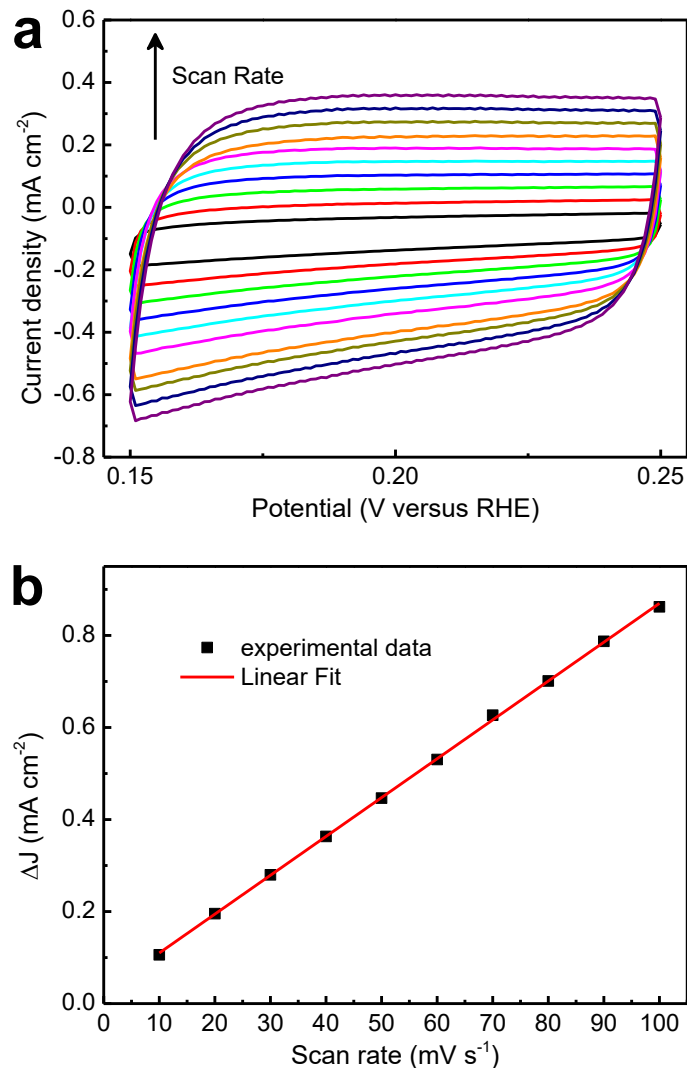 a
0.6
0.4
0.2
0.0
-0.2
-0.4
-0.6
-0.8
Current density (mA cm⁻²)
Scan Rate
0.15 0.20 0.25
Potential (V versus RHE)
b
0.8
0.6
0.4
0.2
0.0
ΔJ (mA cm⁻²)
experimental data
Linear Fit
0 10 20 30 40 50 60 70 80 90 100
Scan rate (mV s⁻¹)